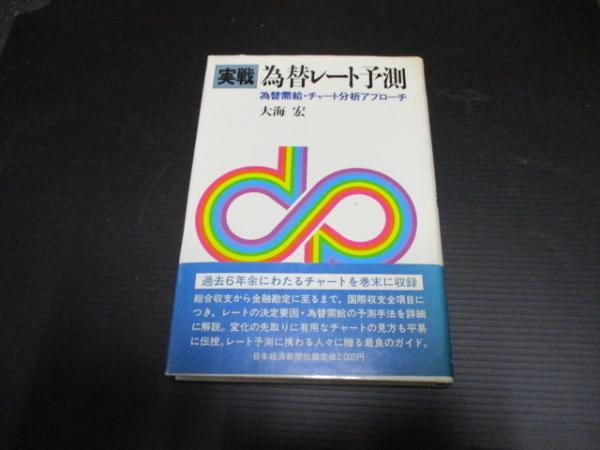 実戦 為替レート予測
為替需給・チャート分析アプローチ
大海 宏
過去6年余にわたるチャートを巻末に収録
総合収支から金融勘定に至るまで，国際収支全項目に
つき，レートの決定要因・為替需給の予測手法を詳細
に解説。変化の先取りに有用なチャートの見方も平易
に伝授。レート予測に携わる人々に贈る最良のガイド。
日本経済新聞社編定価2,000円